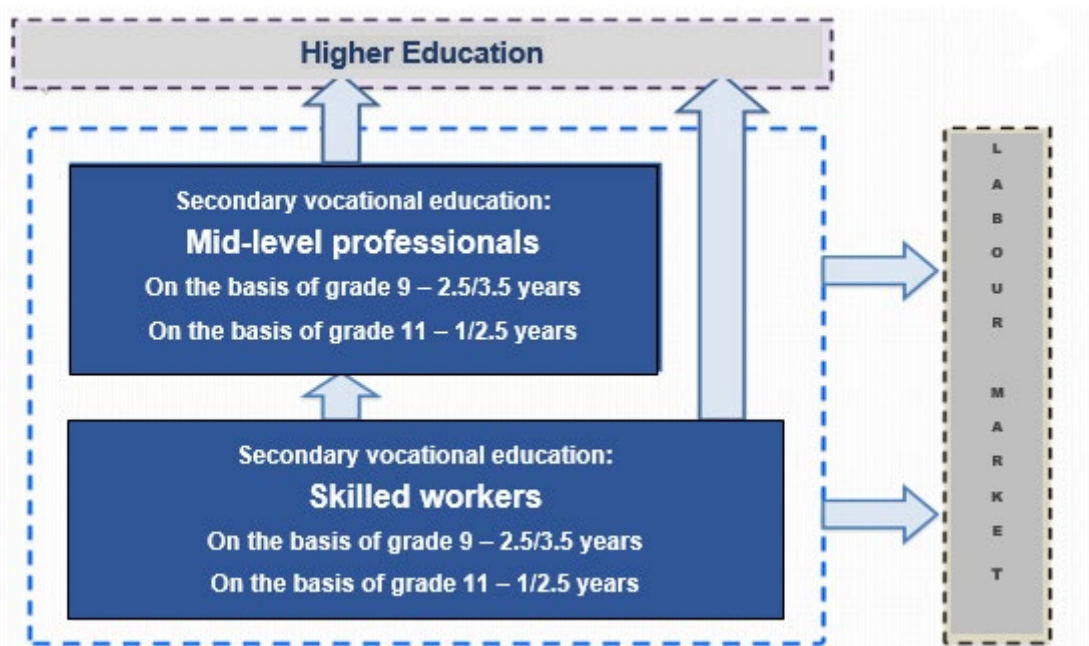 Higher Education
Secondary vocational education:
Mid-level professionals
On the basis of grade 9 – 2.5/3.5 years
On the basis of grade 11 – 1/2.5 years
Secondary vocational education:
Skilled workers
On the basis of grade 9 – 2.5/3.5 years
On the basis of grade 11 – 1/2.5 years
LABOUR MARKET